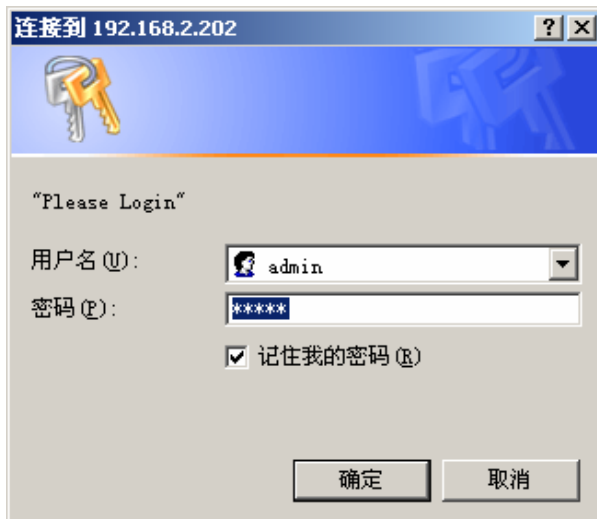 连接到 192.168.2.202
"Please Login"
用户名(U):
admin
密码(P):
*****
记住我的密码(R)
确定
取消